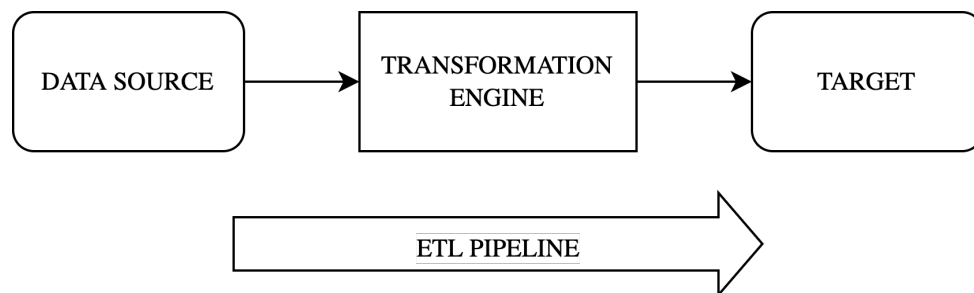 DATA SOURCE
TRANSFORMATION
ENGINE
TARGET
ETL PIPELINE